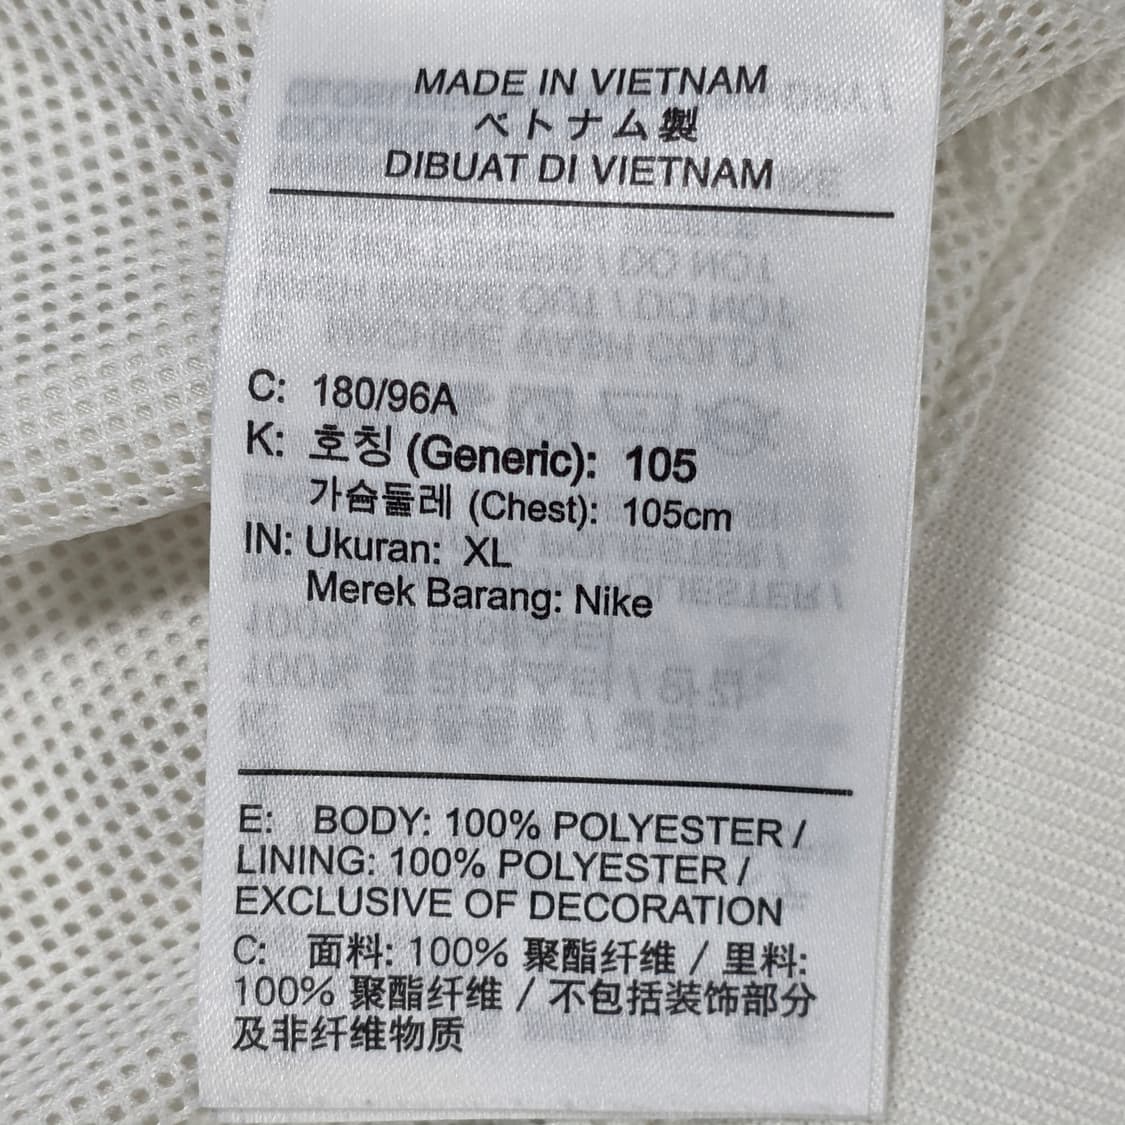 MADE IN VIETNAM
ベトナム製
DIBUAT DI VIETNAM
C: 180/96A
K: 호칭 (Generic): 105
가슴둘레 (Chest): 105cm
IN: Ukuran: XL
Merek Barang: Nike
E: BODY: 100% POLYESTER /
LINING: 100% POLYESTER /
EXCLUSIVE OF DECORATION
C: 面料: 100% 聚酯纤维 / 里料:
100% 聚酯纤维 / 不包括装饰部分
及非纤维物质